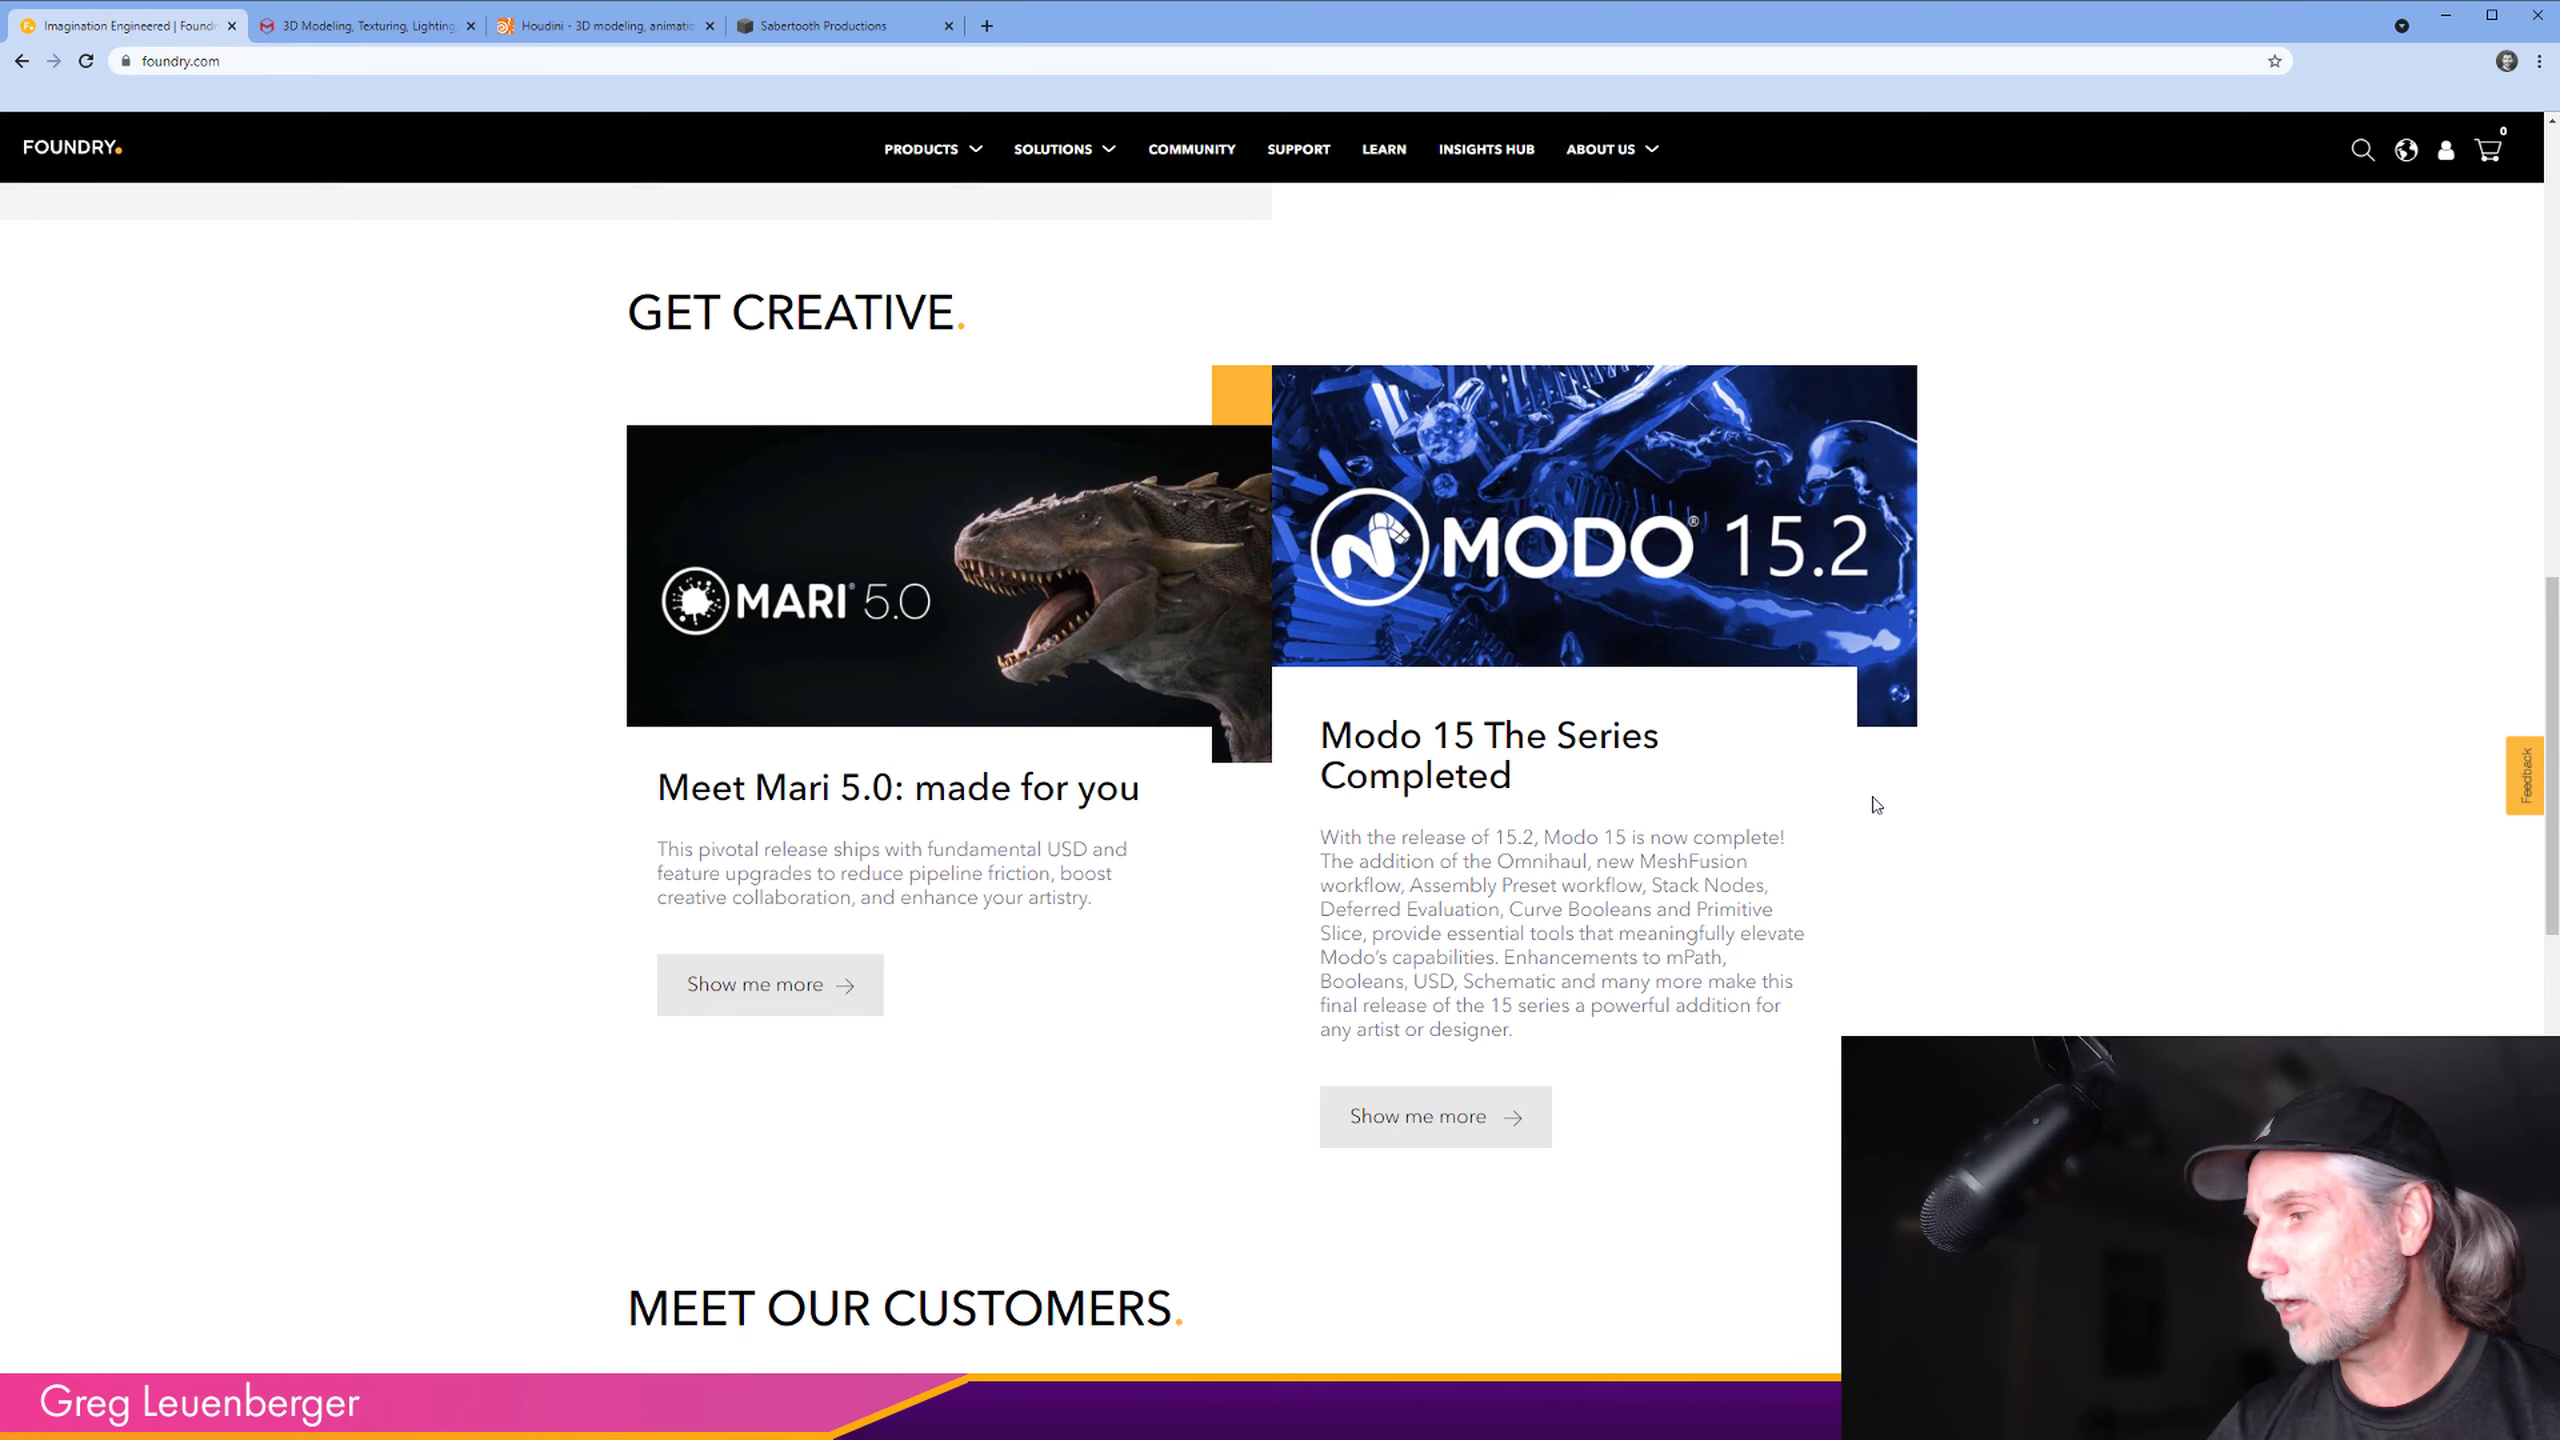 Imagination Engineered | Found
3D Modeling, Texturing, Lighting,
Houdini - 3D modeling, animati
Sabertooth Productions
foundry.com
FOUNDRY.
PRODUCTS
SOLUTIONS
COMMUNITY
SUPPORT
LEARN
INSIGHTS HUB
ABOUT US
0
GET CREATIVE.
MARI® 5.0
MODO® 15.2
Meet Mari 5.0: made for you
This pivotal release ships with fundamental USD and
feature upgrades to reduce pipeline friction, boost
creative collaboration, and enhance your artistry.
Show me more
Modo 15 The Series
Completed
With the release of 15.2, Modo 15 is now complete!
The addition of the Omnihaul, new MeshFusion
workflow, Assembly Preset workflow, Stack Nodes,
Deferred Evaluation, Curve Booleans and Primitive
Slice, provide essential tools that meaningfully elevate
Modo's capabilities. Enhancements to mPath,
Booleans, USD, Schematic and many more make this
final release of the 15 series a powerful addition for
any artist or designer.
Show me more
Feedback
MEET OUR CUSTOMERS.
Greg Leuenberger